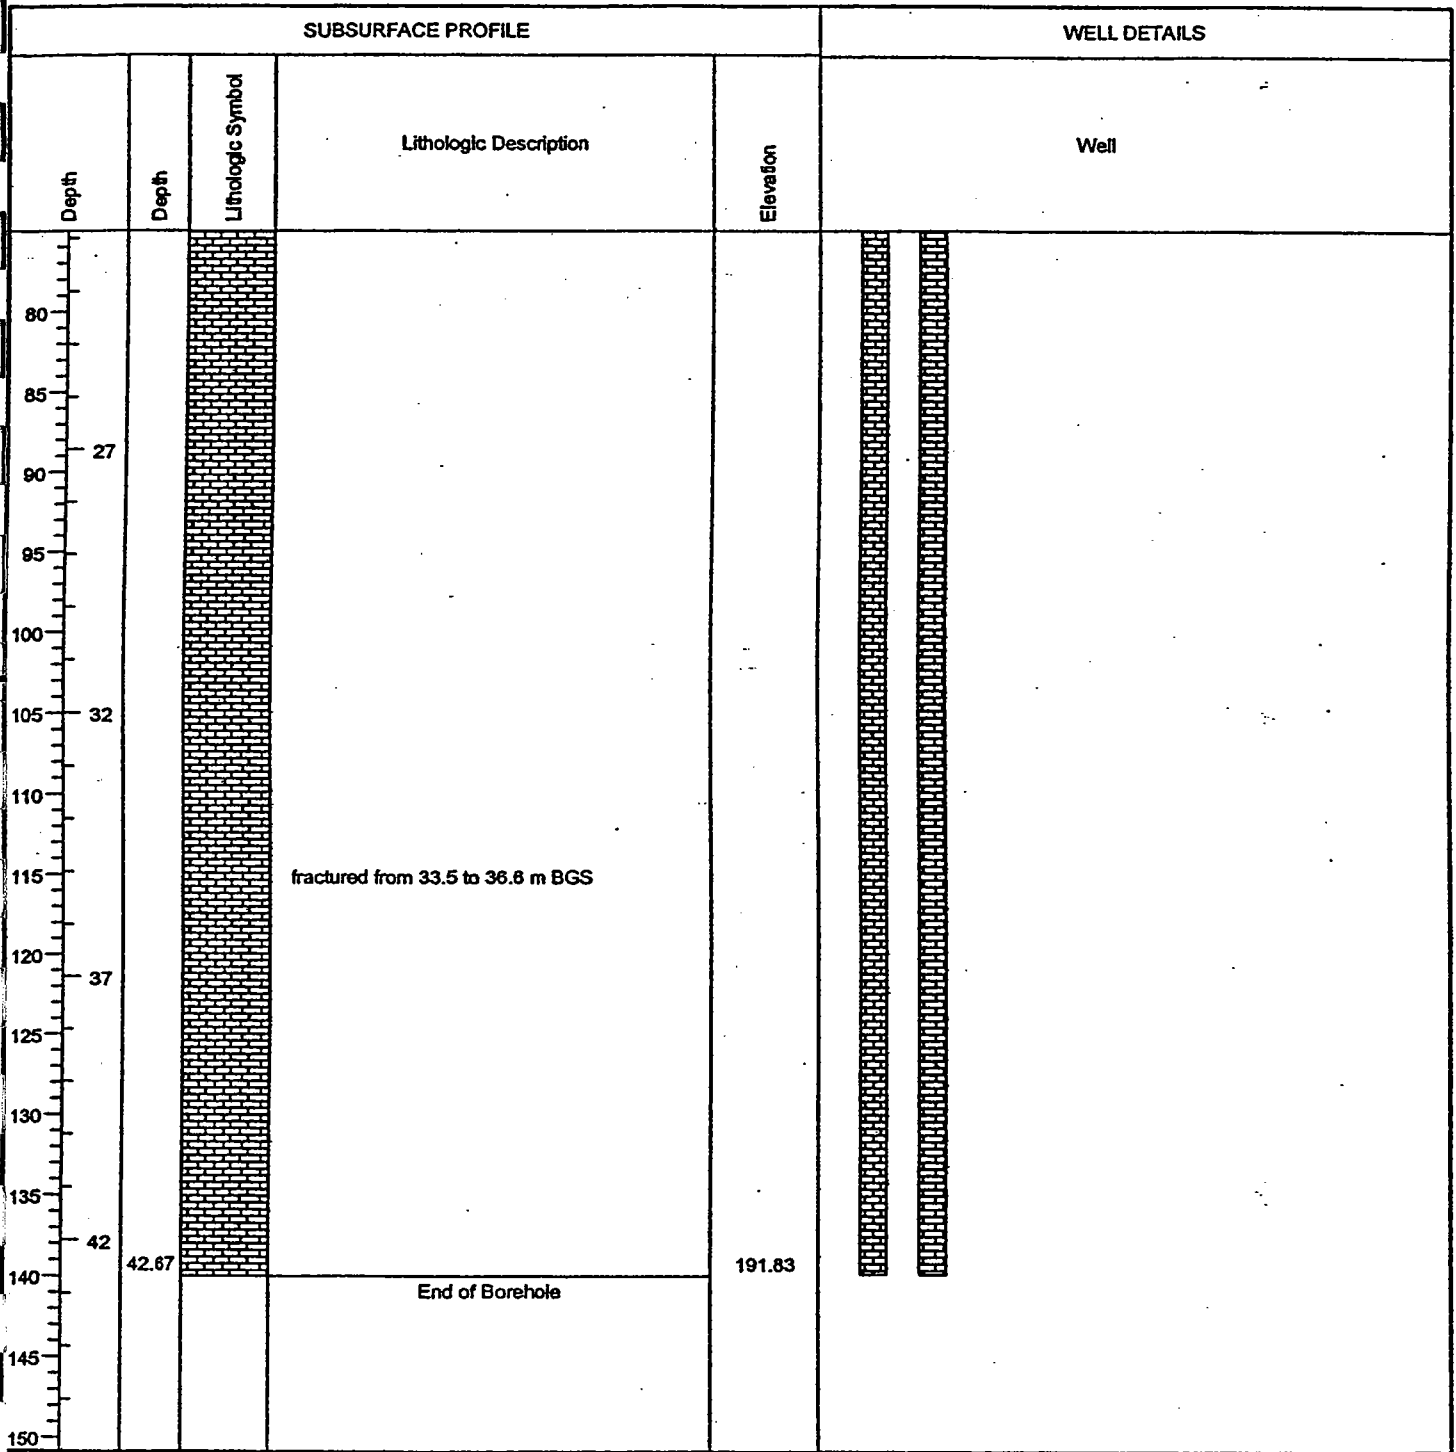 SUBSURFACE PROFILE
WELL DETAILS
Depth
Depth
Lithologic Symbol
Lithologic Description
Elevation
Well
80
85
27
90
95
100
105
32
110
115
fractured from 33.5 to 36.6 m BGS
120
37
125
130
135
42
42.67
191.83
140
End of Borehole
145
150